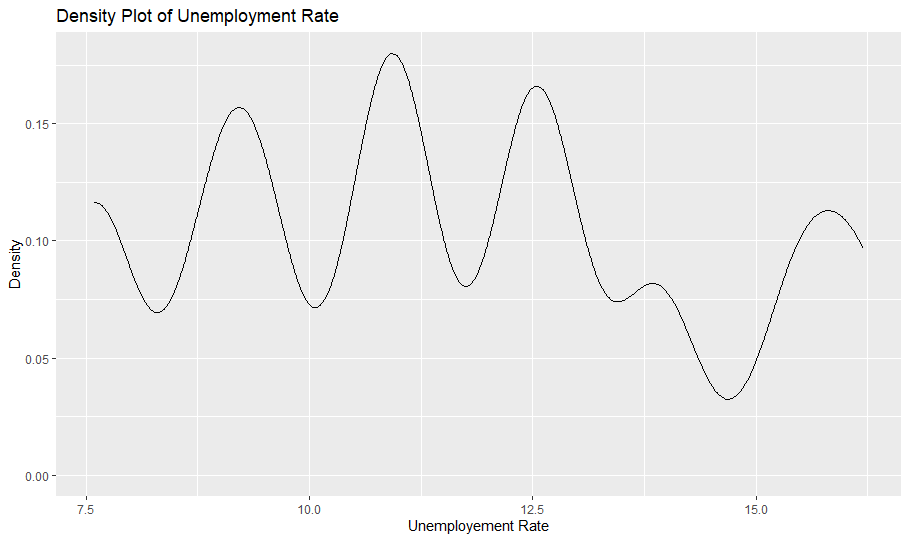 Density Plot of Unemployment Rate
0.15
0.10
0.05
0.00
Density
7.5 10.0 12.5 15.0
Unemployement Rate